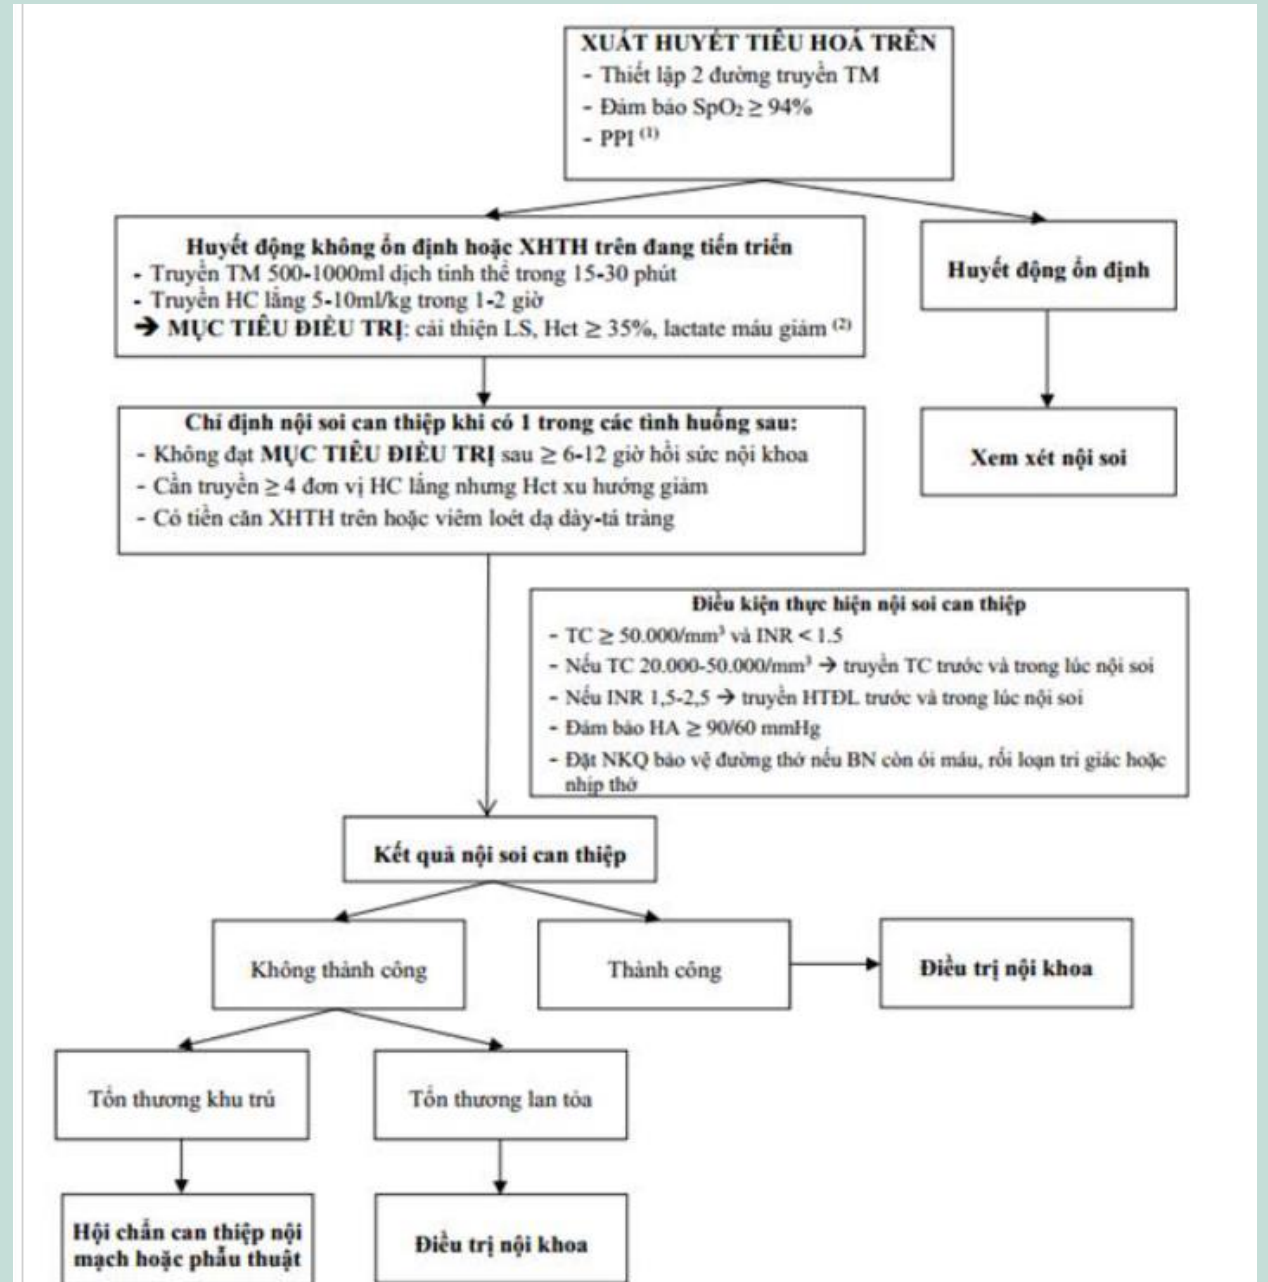 XUẤT HUYẾT TIÊU HOÁ TRÊN
- Thiết lập 2 đường truyền TM
- Đảm bảo SpO₂ ≥ 94%
- PPI ⁽¹⁾
Huyết động không ổn định hoặc XHTH trên đang tiến triển
- Truyền TM 500-1000ml dịch tinh thể trong 15-30 phút
- Truyền HC lắng 5-10ml/kg trong 1-2 giờ
➔ MỤC TIÊU ĐIỀU TRỊ: cải thiện LS, Hct ≥ 35%, lactate máu giảm ⁽²⁾
Huyết động ổn định
Chỉ định nội soi can thiệp khi có 1 trong các tình huống sau:
- Không đạt MỤC TIÊU ĐIỀU TRỊ sau ≥ 6-12 giờ hồi sức nội khoa
- Cần truyền ≥ 4 đơn vị HC lắng nhưng Hct xu hướng giảm
- Có tiền căn XHTH trên hoặc viêm loét dạ dày-tá tràng
Xem xét nội soi
Điều kiện thực hiện nội soi can thiệp
- TC ≥ 50.000/mm³ và INR < 1.5
- Nếu TC 20.000-50.000/mm³ ➔ truyền TC trước và trong lúc nội soi
- Nếu INR 1,5-2,5 ➔ truyền HTĐL trước và trong lúc nội soi
- Đảm bảo HA ≥ 90/60 mmHg
- Đặt NKQ bảo vệ đường thở nếu BN còn ói máu, rối loạn tri giác hoặc
nhịp thở
Kết quả nội soi can thiệp
Không thành công
Thành công
Điều trị nội khoa
Tổn thương khu trú
Tổn thương lan tỏa
Hội chẩn can thiệp nội
mạch hoặc phẫu thuật
Điều trị nội khoa